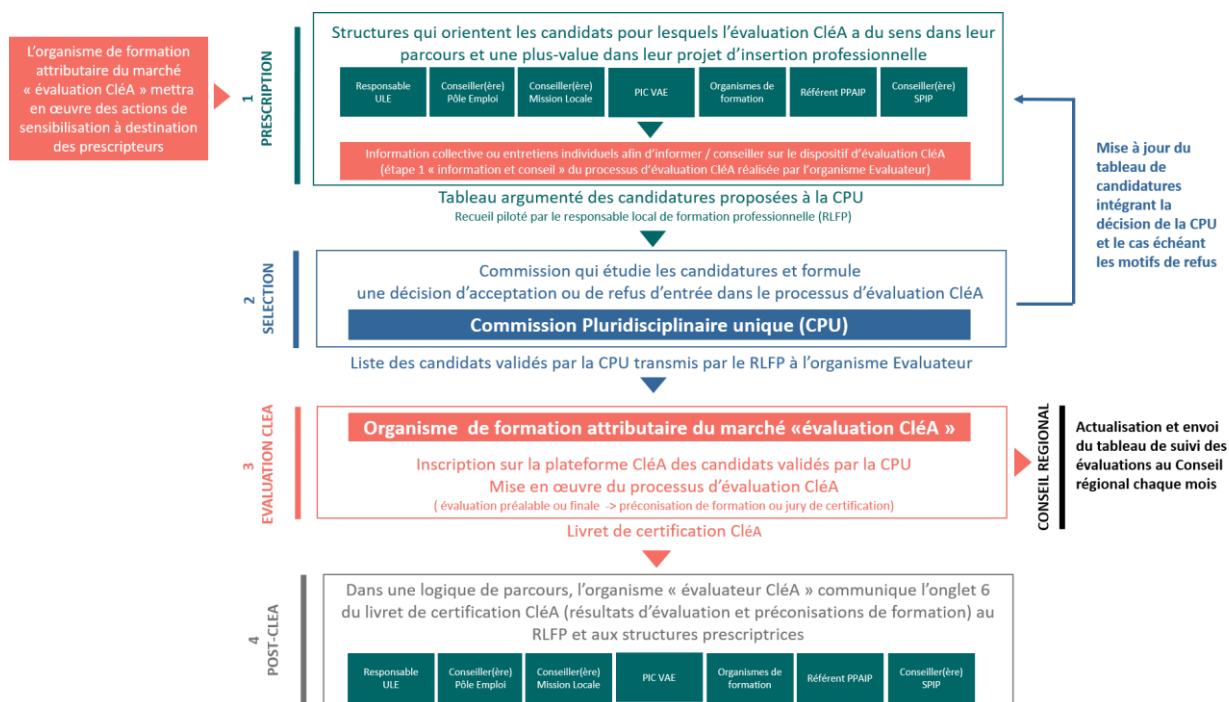 L'organisme de formation
attributaire du marché
« évaluation CléA » mettra
en œuvre des actions de
sensibilisation à destination
des prescripteurs
1
PRESCRIPTION
Structures qui orientent les candidats pour lesquels l'évaluation CléA a du sens dans leur
parcours et une plus-value dans leur projet d'insertion professionnelle
Responsable
ULE
Conseiller(ère)
Pôle Emploi
Conseiller(ère)
Mission Locale
PIC VAE
Organismes de
formation
Référent PPAIP
Conseiller(ère)
SPIP
Information collective ou entretiens individuels afin d'informer / conseiller sur le dispositif d'évaluation CléA
(étape 1 « information et conseil » du processus d'évaluation CléA réalisée par l'organisme Evaluateur)
Tableau argumenté des candidatures proposées à la CPU
Recueil piloté par le responsable local de formation professionnelle (RLFP)
Mise à jour du
tableau de
candidatures
intégrant la
décision de la CPU
et le cas échéant
les motifs de refus
2
SELECTION
Commission qui étudie les candidatures et formule
une décision d'acceptation ou de refus d'entrée dans le processus d'évaluation CléA
Commission Pluridisciplinaire unique (CPU)
Liste des candidats validés par la CPU transmis par le RLFP à l'organisme Evaluateur
3
EVALUATION CLEA
Organisme de formation attributaire du marché «évaluation CléA »
Inscription sur la plateforme CléA des candidats validés par la CPU
Mise en œuvre du processus d'évaluation CléA
( évaluation préalable ou finale -> préconisation de formation ou jury de certification)
CONSEIL REGIONAL
Actualisation et envoi
du tableau de suivi des
évaluations au Conseil
régional chaque mois
Livret de certification CléA
4
POST-CLEA
Dans une logique de parcours, l'organisme « évaluateur CléA » communique l'onglet 6
du livret de certification CléA (résultats d'évaluation et préconisations de formation) au
RLFP et aux structures prescriptrices
Responsable
ULE
Conseiller(ère)
Pôle Emploi
Conseiller(ère)
Mission Locale
PIC VAE
Organismes de
formation
Référent PPAIP
Conseiller(ère)
SPIP